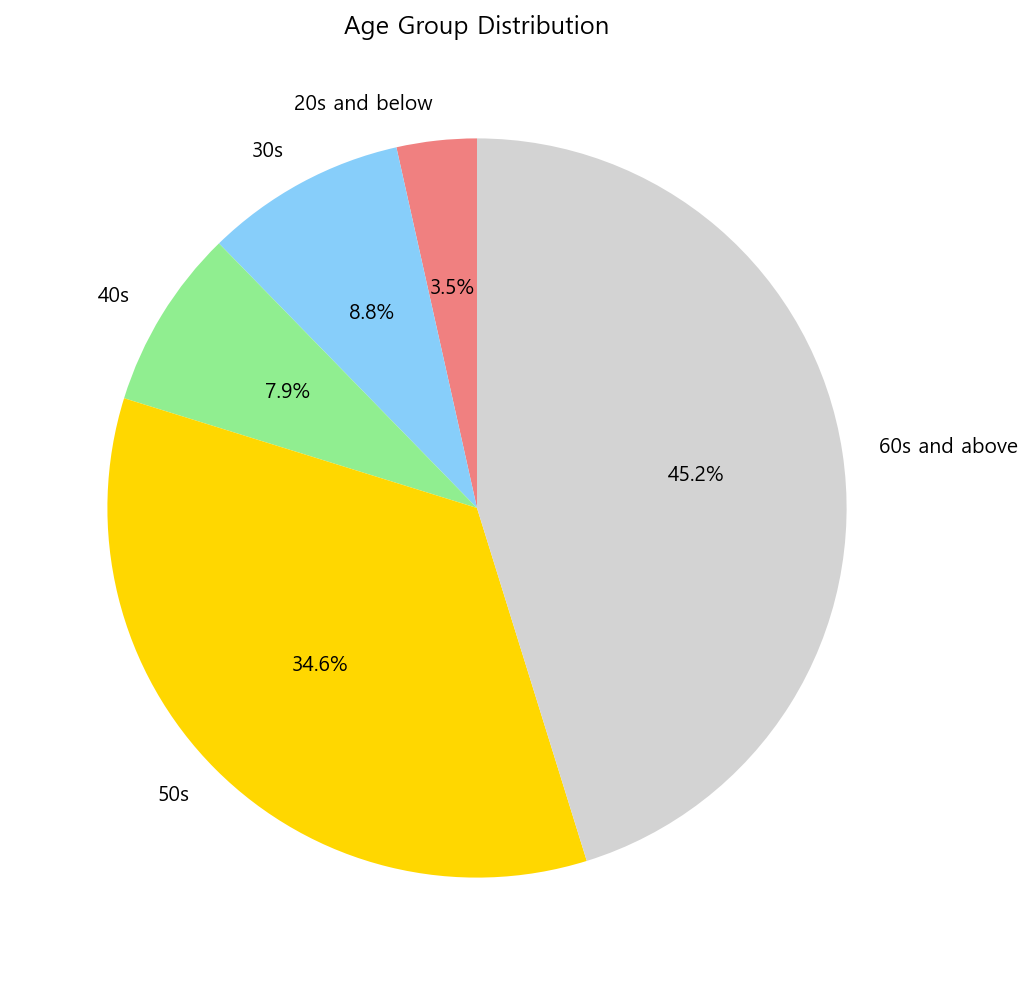 Age Group Distribution
20s and below
30s
40s
3.5%
8.8%
7.9%
60s and above
45.2%
34.6%
50s